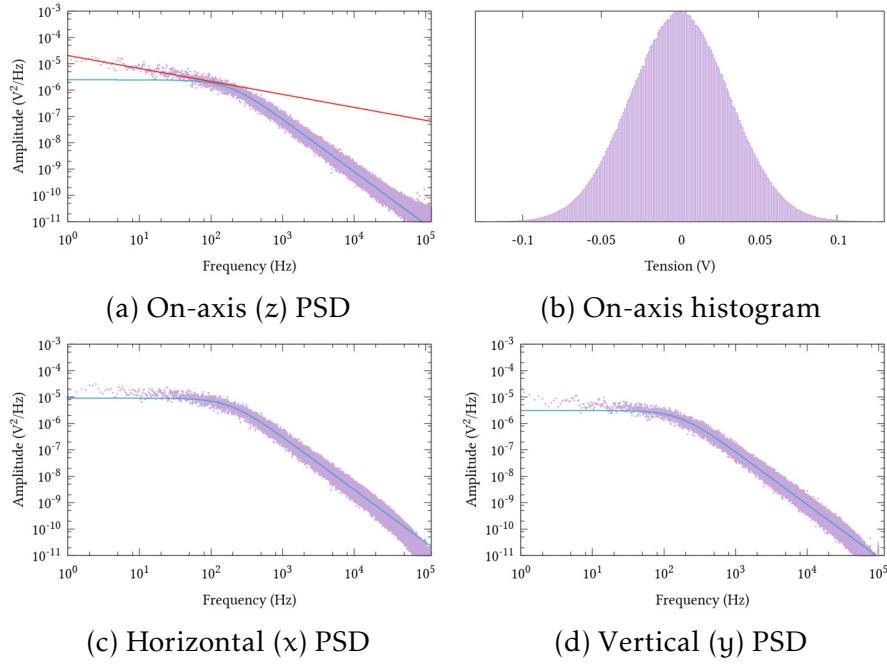 10⁻³
10⁻⁴
10⁻⁵
10⁻⁶
10⁻⁷
10⁻⁸
10⁻⁹
10⁻¹⁰
10⁻¹¹
Amplitude (V²/Hz)
10⁰ 10¹ 10² 10³ 10⁴ 10⁵
Frequency (Hz)
(a) On-axis (z) PSD
-0.1 -0.05 0 0.05 0.1
Tension (V)
(b) On-axis histogram
10⁻³
10⁻⁴
10⁻⁵
10⁻⁶
10⁻⁷
10⁻⁸
10⁻⁹
10⁻¹⁰
10⁻¹¹
Amplitude (V²/Hz)
10⁰ 10¹ 10² 10³ 10⁴ 10⁵
Frequency (Hz)
(c) Horizontal (x) PSD
10⁻³
10⁻⁴
10⁻⁵
10⁻⁶
10⁻⁷
10⁻⁸
10⁻⁹
10⁻¹⁰
10⁻¹¹
Amplitude (V²/Hz)
10⁰ 10¹ 10² 10³ 10⁴ 10⁵
Frequency (Hz)
(d) Vertical (y) PSD